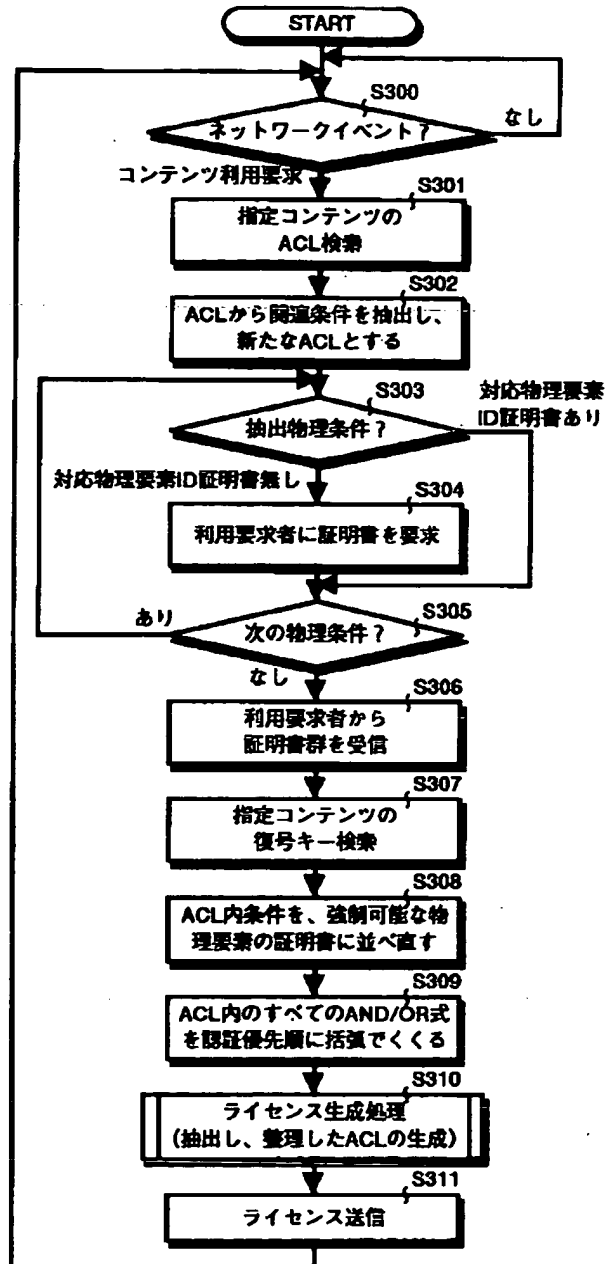 START
S300
ネットワークイベント？
なし
コンテンツ利用要求
S301
指定コンテンツの
ACL検索
S302
ACLから関連条件を抽出し、
新たなACLとする
S303
抽出物理条件？
対応物理要素
ID証明書あり
対応物理要素ID証明書無し
S304
利用要求者に証明書を要求
S305
あり
次の物理条件？
なし
S306
利用要求者から
証明書群を受信
S307
指定コンテンツの
復号キー検索
S308
ACL内条件を、強制可能な物
理要素の証明書に並べ直す
S309
ACL内のすべてのAND/OR式
を認証優先順に括弧でくくる
S310
ライセンス生成処理
（抽出し、整理したACLの生成）
S311
ライセンス送信